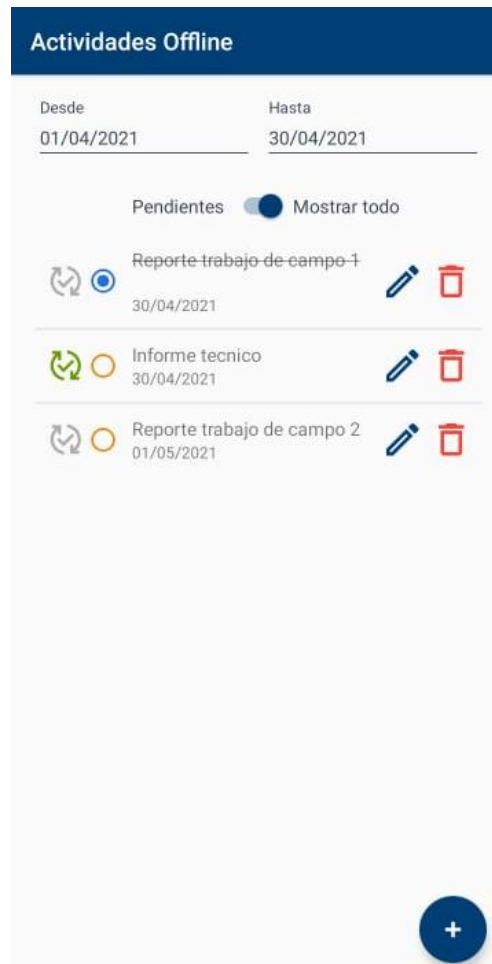 Actividades Offline
Desde Hasta
01/04/2021 30/04/2021
Pendientes Mostrar todo
Reporte trabajo de campo 1
30/04/2021
Informe tecnico
30/04/2021
Reporte trabajo de campo 2
01/05/2021
+